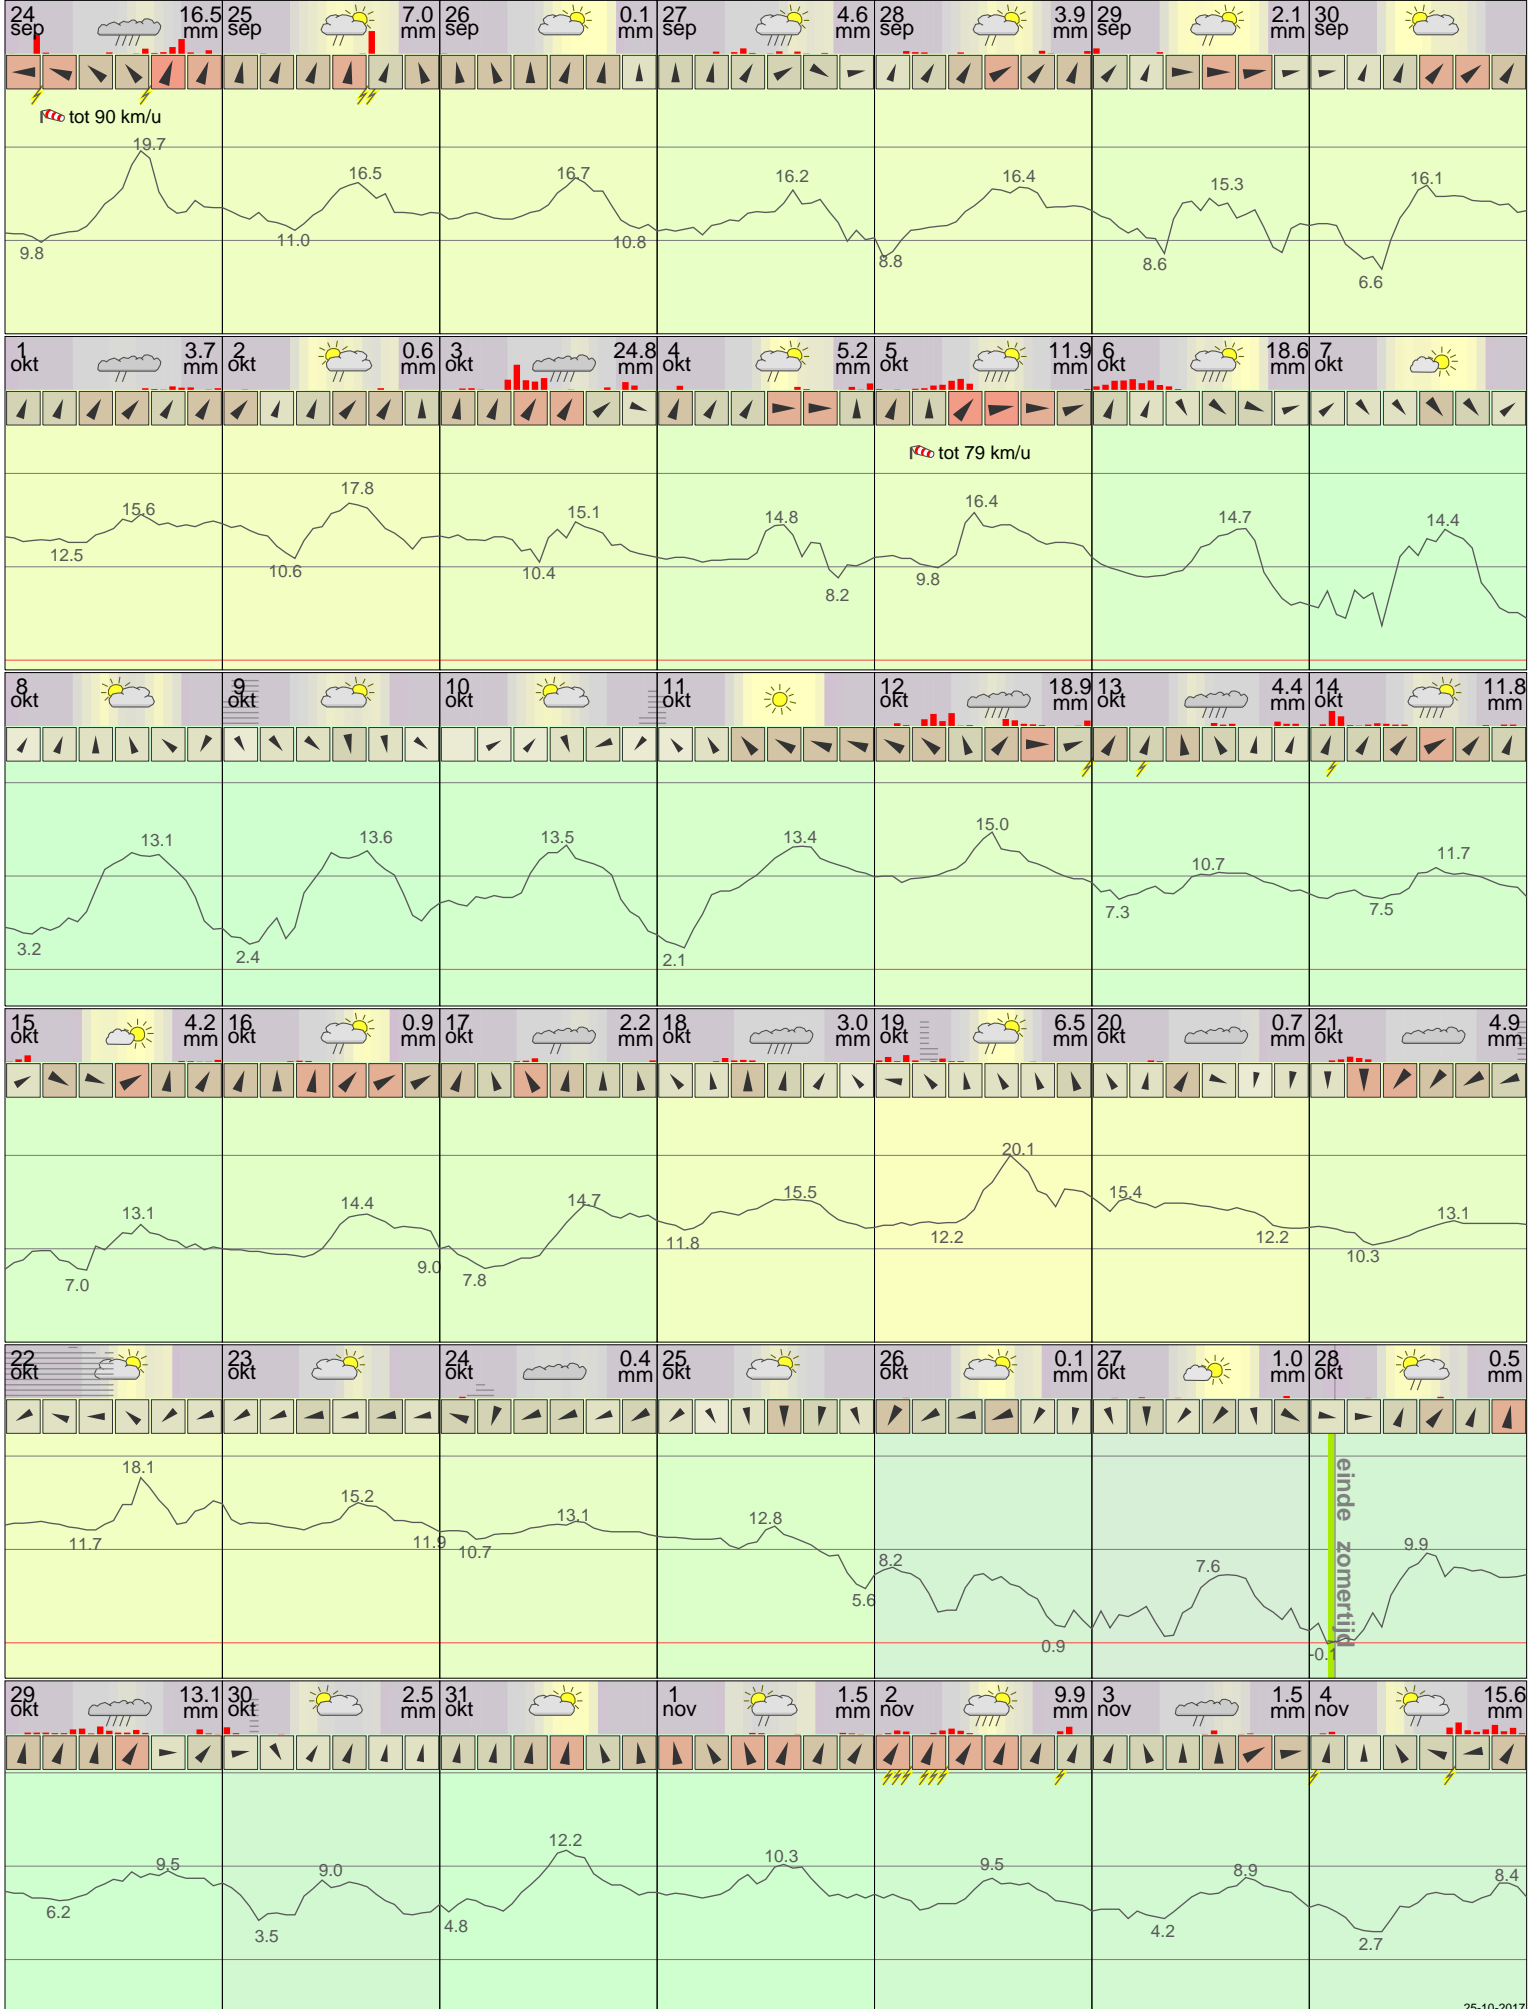 24 16.5 25 7.0 26 0.1 27 4.6 28 3.9 29 2.1 30
sep mm sep mm sep mm sep mm sep mm sep mm sep
tot 90 km/u
19.7 16.5 16.7 16.2 16.4 15.3 16.1
9.8 11.0 10.8 8.8 8.6 6.6
1 3.7 2 0.6 3 24.8 4 5.2 5 11.9 6 18.6 7
okt mm okt mm okt mm okt mm okt mm okt mm okt
tot 79 km/u
15.6 17.8 15.1 14.8 16.4 14.7 14.4
12.5 10.6 10.4 8.2 9.8
8 9 10 11 12 18.9 13 4.4 14 11.8
okt okt okt okt okt mm okt mm okt mm
13.1 13.6 13.5 13.4 15.0 10.7 11.7
3.2 2.4 2.1 7.3 7.5
15 4.2 16 0.9 17 2.2 18 3.0 19 6.5 20 0.7 21 4.9
okt mm okt mm okt mm okt mm okt mm okt mm okt mm
13.1 14.4 14.7 15.5 20.1 15.4 13.1
7.0 9.0 7.8 11.8 12.2 12.2 10.3
22 23 24 0.4 25 26 0.1 27 1.0 28 0.5
okt okt okt mm okt okt mm okt mm okt mm
18.1 15.2 13.1 12.8 8.2 7.6 9.9
11.7 11.9 10.7 5.6 0.9 -0.1
einde zomertijd
29 13.1 30 2.5 31 1 1.5 2 9.9 3 1.5 4 15.6
okt mm okt mm okt nov mm nov mm nov mm nov mm
9.5 9.0 12.2 10.3 9.5 8.9 8.4
6.2 3.5 4.8 4.2 2.7
25-10-2017